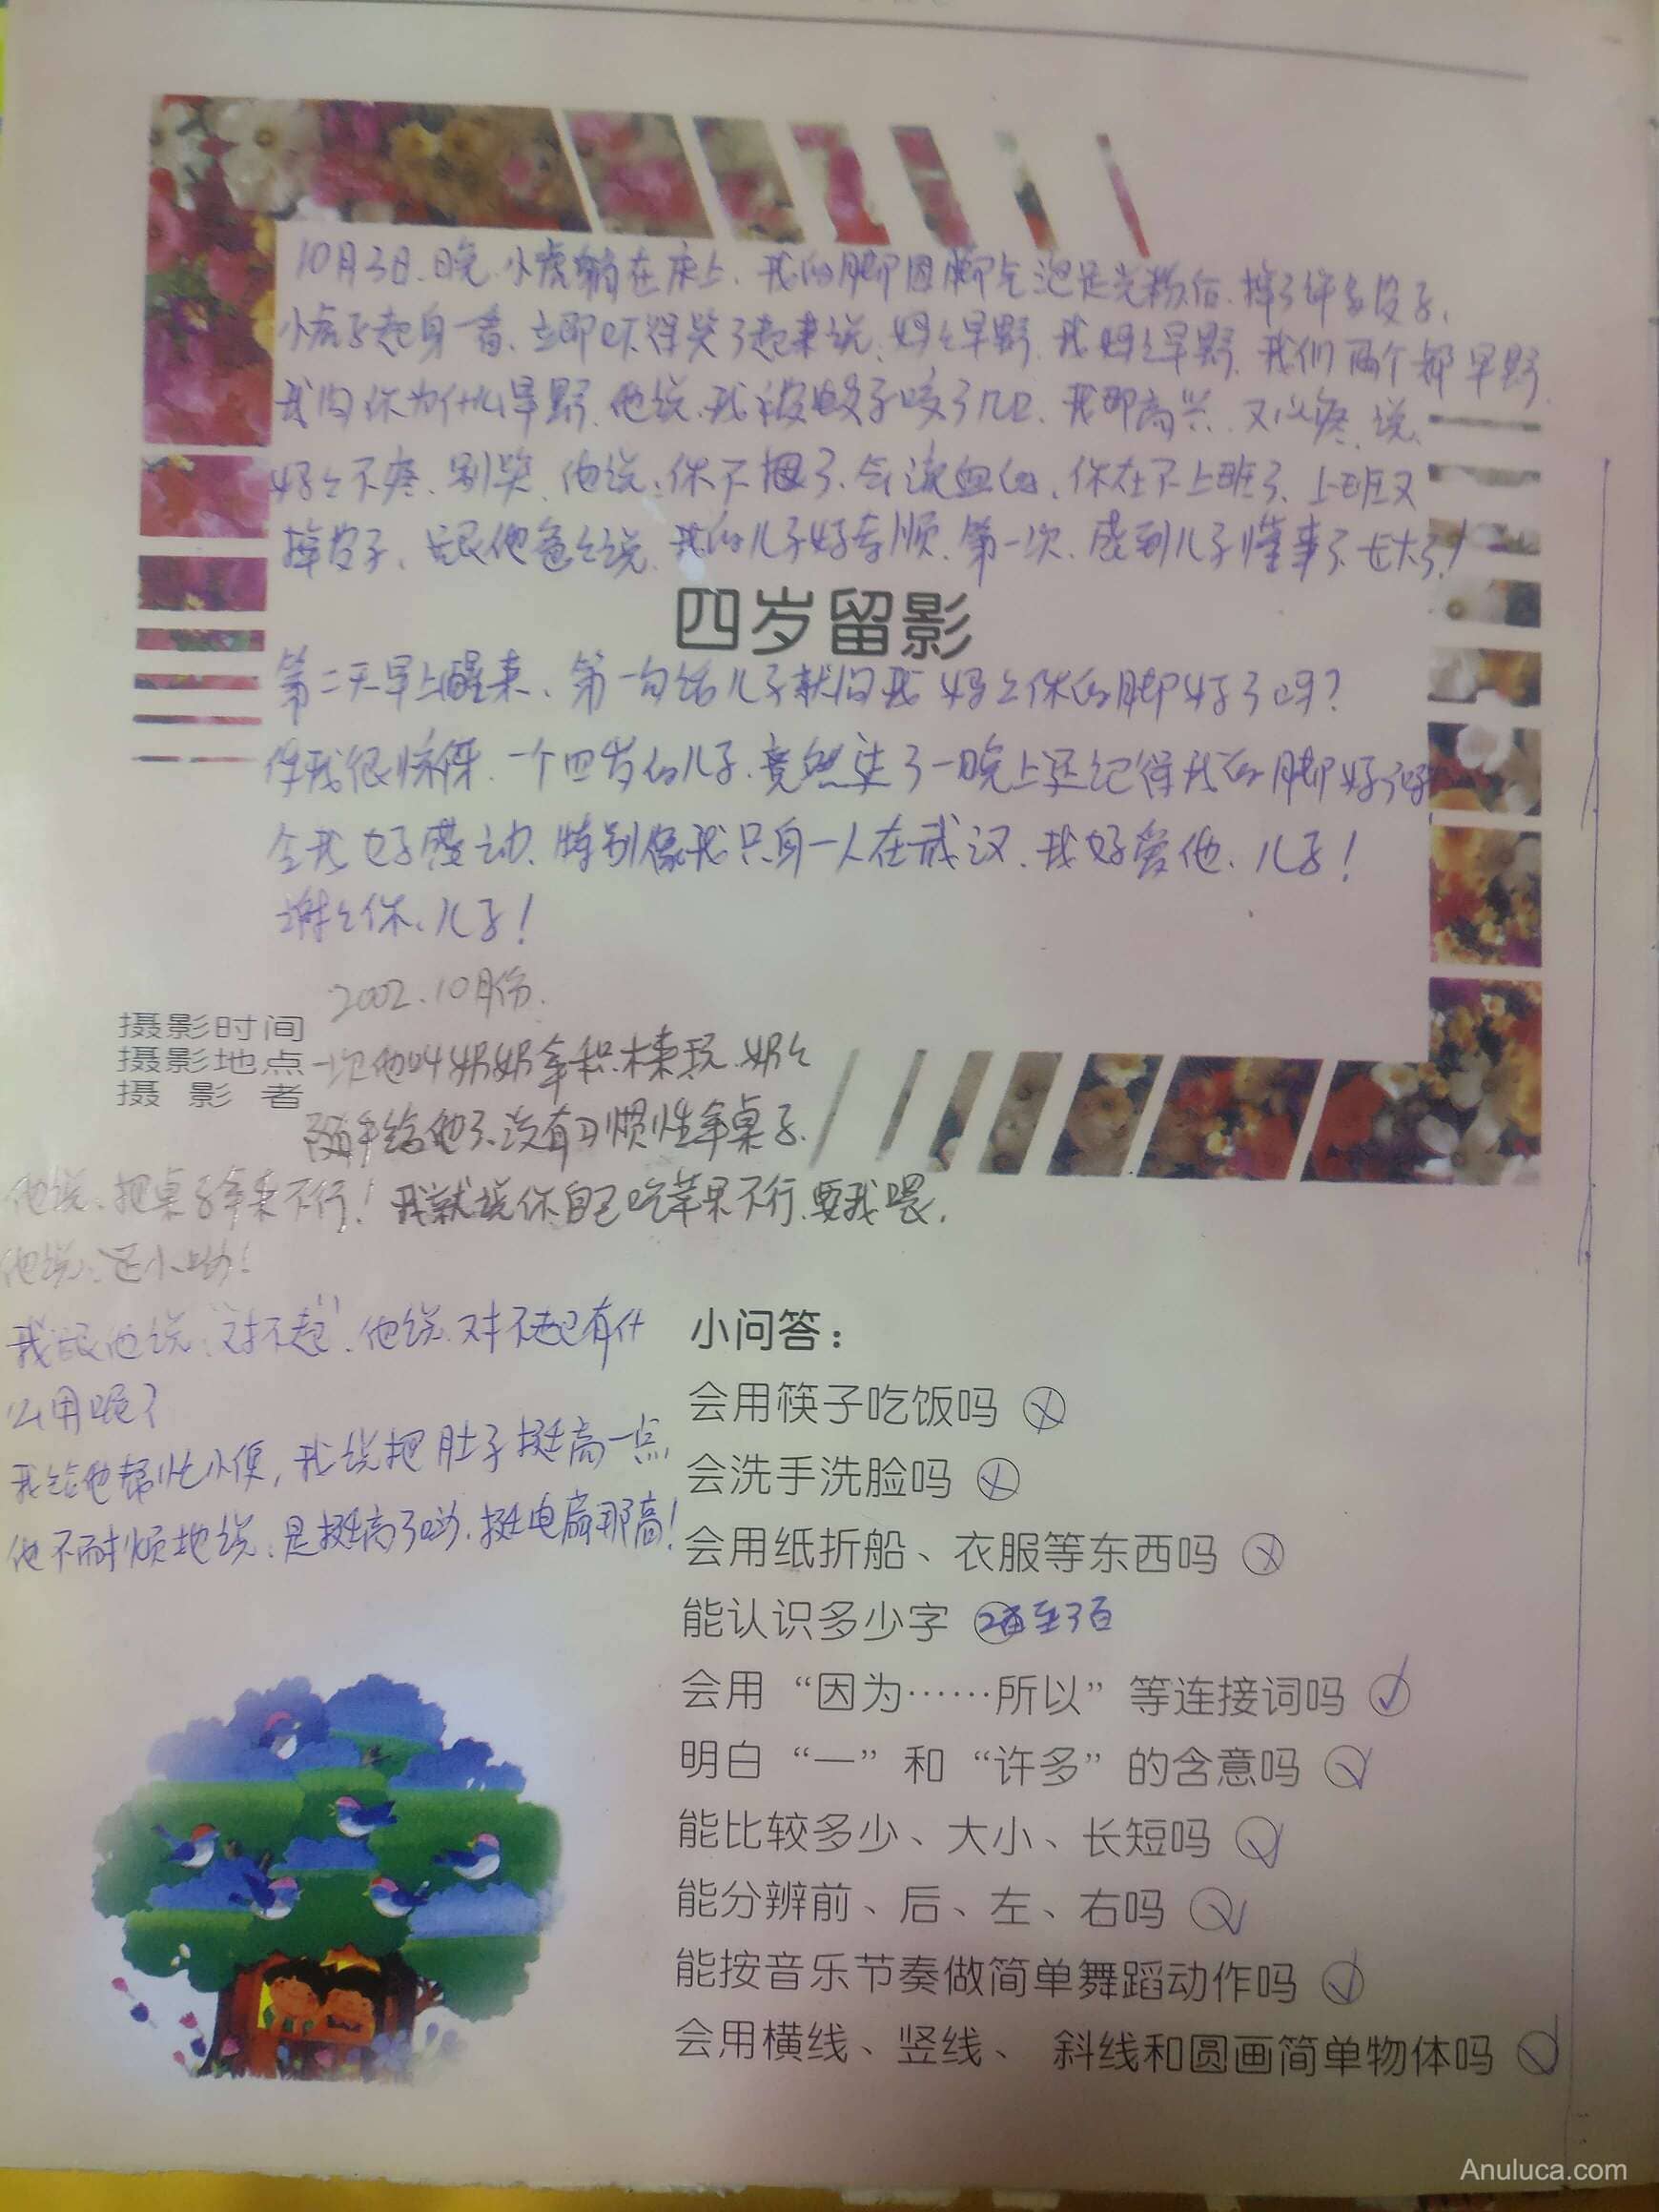 10月3日.晚.小虎躺在床上.我的脚因脚气泡足光粉后.掉了许多皮子.
小虎子起身一看.立即吓得哭了起来说.妈妈早野.我妈妈早野.我们两个都早野.
我问你为什么早野.他说.我被蚊子咬了几口.我即高兴.又心疼.说.
妈妈不疼.别哭.他说.你不掴了.会流血的.你在不上班了.上班又
掉皮子.跟他爸爸说.我的儿子好孝顺.第一次.感到儿子懂事了.长大了!
四岁留影
第二天早上醒来、第一句话儿子就问我 妈妈你的脚好了吗?
使我很惊讶.一个四岁的儿子.竟然过了一晚上还记得我的脚好了吗
令我好感动、特别像我只身一人在武汉.我好爱他.儿子!
谢谢你、儿子!
2002.10月份.
摄影时间
摄影地点
摄 影 者
一次他叫奶奶拿积木来玩.奶奶
随手给他了、没有习惯性拿桌子.
他说、把桌子拿来不行!我就说你自己吃苹果不行.要我喂.
他说、还小呦!
我跟他说"对不起".他说.对不起有什
么用呢?
我给他帮忙小便,我说把肚子挺高一点.
他不耐烦地说.是挺高了呦.挺电扇那高!
小问答:
会用筷子吃饭吗 ×
会洗手洗脸吗 ×
会用纸折船、衣服等东西吗 ×
能认识多少字 2百至3百
会用“因为……所以”等连接词吗 ✓
明白“一”和“许多”的含意吗 ✓
能比较多少、大小、长短吗 ✓
能分辨前、后、左、右吗 ✓
能按音乐节奏做简单舞蹈动作吗 ✓
会用横线、竖线、 斜线和圆画简单物体吗 ✓
Anuluca.com